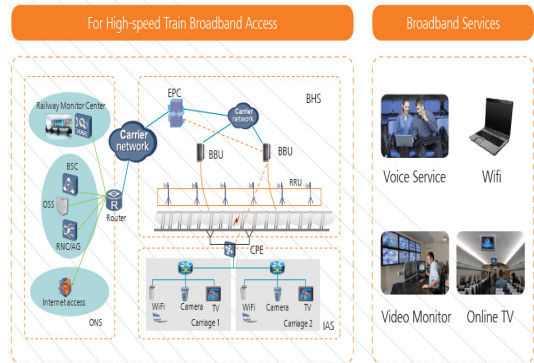 For High-speed Train Broadband Access
Broadband Services
Railway Monitor Center
BSC
OSS
RNC/AG
Internet access
ONS
R
Router
Carrier
network
EPC
Carrier
network
BHS
BBU
BBU
RRU
CPE
WiFi
Camera
TV
Carriage 1
WiFi
Camera
TV
Carriage 2
IAS
Voice Service
Wifi
Video Monitor
Online TV